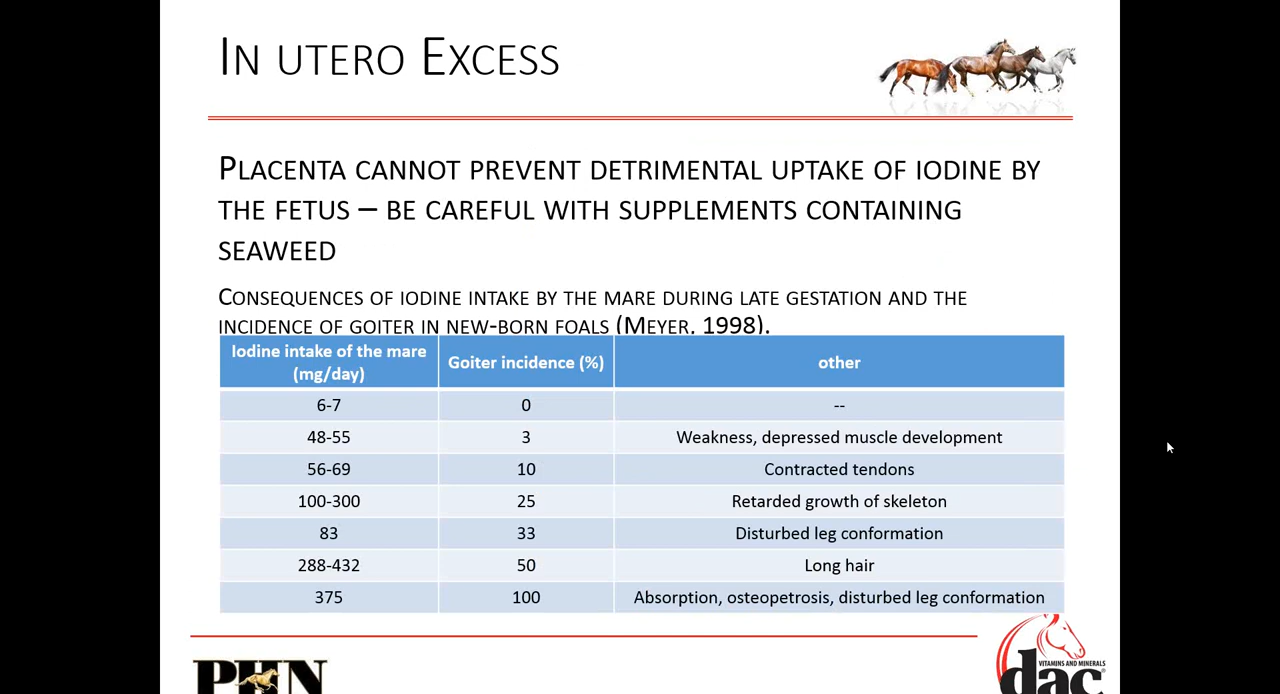 IN UTERO EXCESS
PLACENTA CANNOT PREVENT DETRIMENTAL UPTAKE OF IODINE BY
THE FETUS – BE CAREFUL WITH SUPPLEMENTS CONTAINING
SEAWEED
CONSEQUENCES OF IODINE INTAKE BY THE MARE DURING LATE GESTATION AND THE
INCIDENCE OF GOITER IN NEW-BORN FOALS (MEYER, 1998).
Iodine intake of the mare (mg/day) Goiter incidence (%) other
6-7 0 --
48-55 3 Weakness, depressed muscle development
56-69 10 Contracted tendons
100-300 25 Retarded growth of skeleton
83 33 Disturbed leg conformation
288-432 50 Long hair
375 100 Absorption, osteopetrosis, disturbed leg conformation
PHN
VITAMINS AND MINERALS
dac